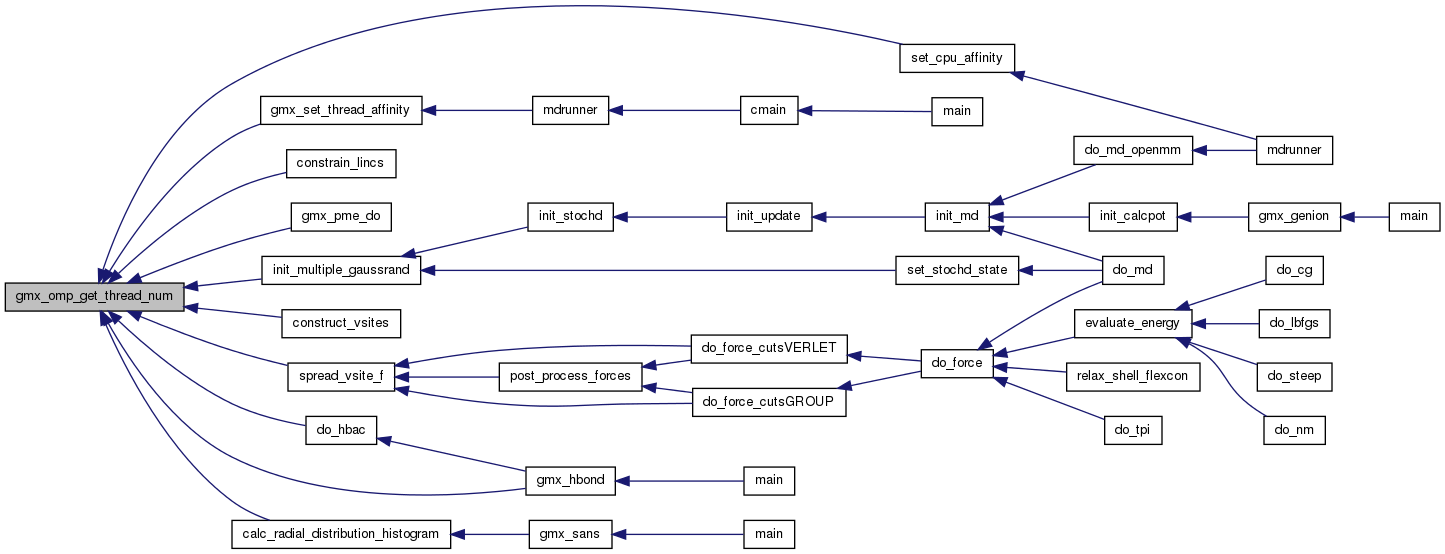 set_cpu_affinity
gmx_set_thread_affinity
mdrunner
cmain
main
do_md_openmm
mdrunner
constrain_lincs
gmx_pme_do
init_stochd
init_update
init_md
init_calcpot
gmx_genion
main
init_multiple_gaussrand
set_stochd_state
do_md
do_cg
gmx_omp_get_thread_num
construct_vsites
evaluate_energy
do_lbfgs
do_force_cutsVERLET
do_force
spread_vsite_f
post_process_forces
relax_shell_flexcon
do_steep
do_force_cutsGROUP
do_hbac
do_tpi
do_nm
gmx_hbond
main
calc_radial_distribution_histogram
gmx_sans
main